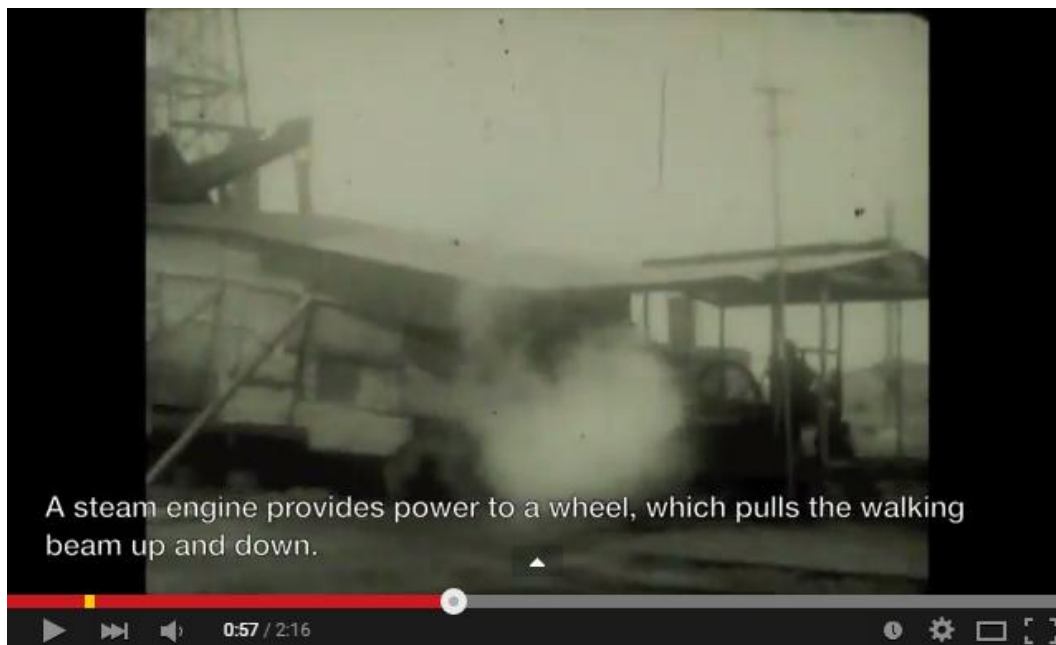 A steam engine provides power to a wheel, which pulls the walking
beam up and down.
0:57 / 2:16